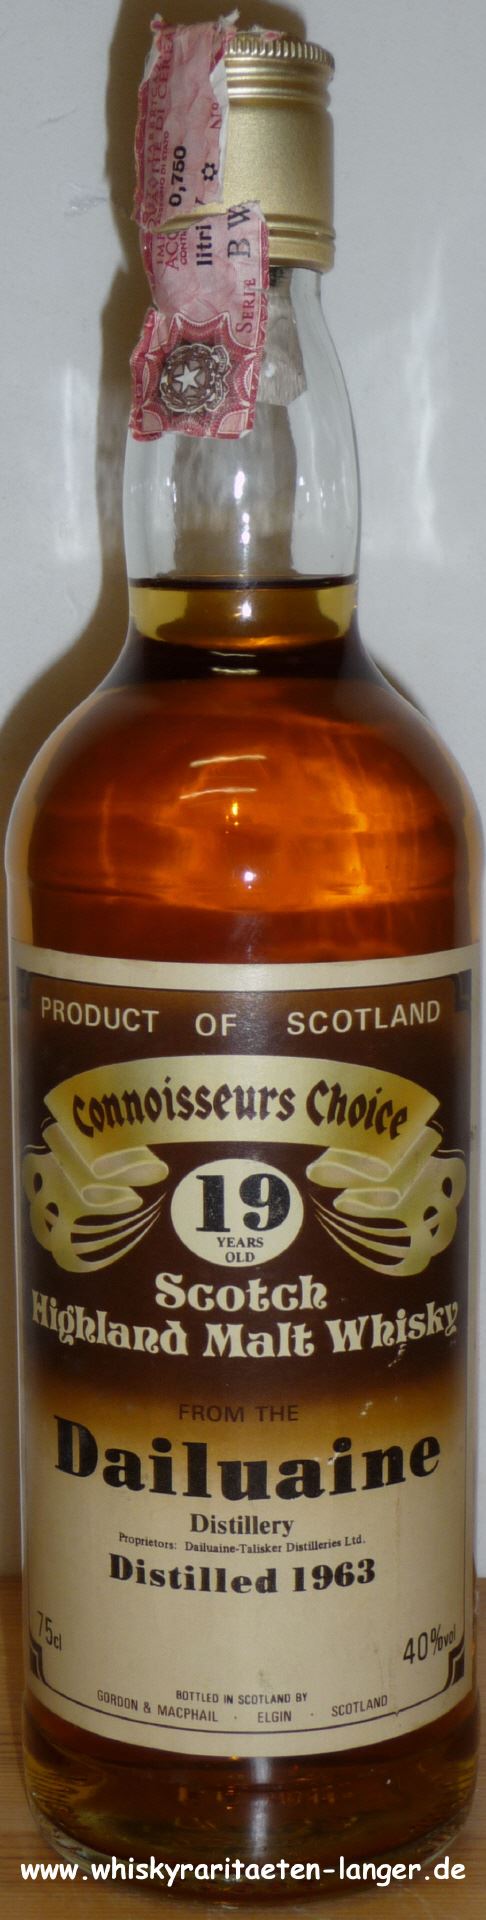 0,750
litri
SERIE B W
PRODUCT OF SCOTLAND
Connoisseurs Choice
19
YEARS
OLD
Scotch
Highland Malt Whisky
FROM THE
Dailuaine
Distillery
Proprietors: Dailuaine-Talisker Distilleries Ltd.
Distilled 1963
75cl
40%vol
BOTTLED IN SCOTLAND BY
GORDON & MACPHAIL · ELGIN · SCOTLAND
www.whiskyraritaeten-langer.de